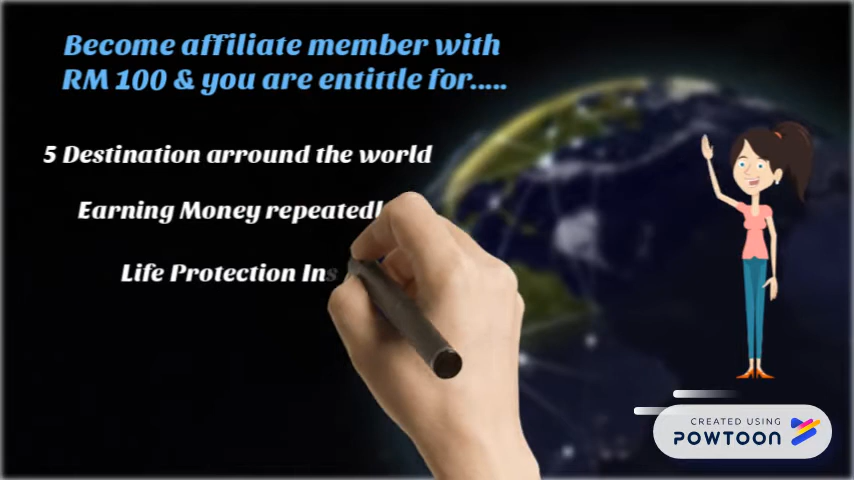 Become affiliate member with
RM 100 & you are entittle for.....
5 Destination arround the world
Earning Money repeatedl
Life Protection Ins
CREATED USING
POWTOON